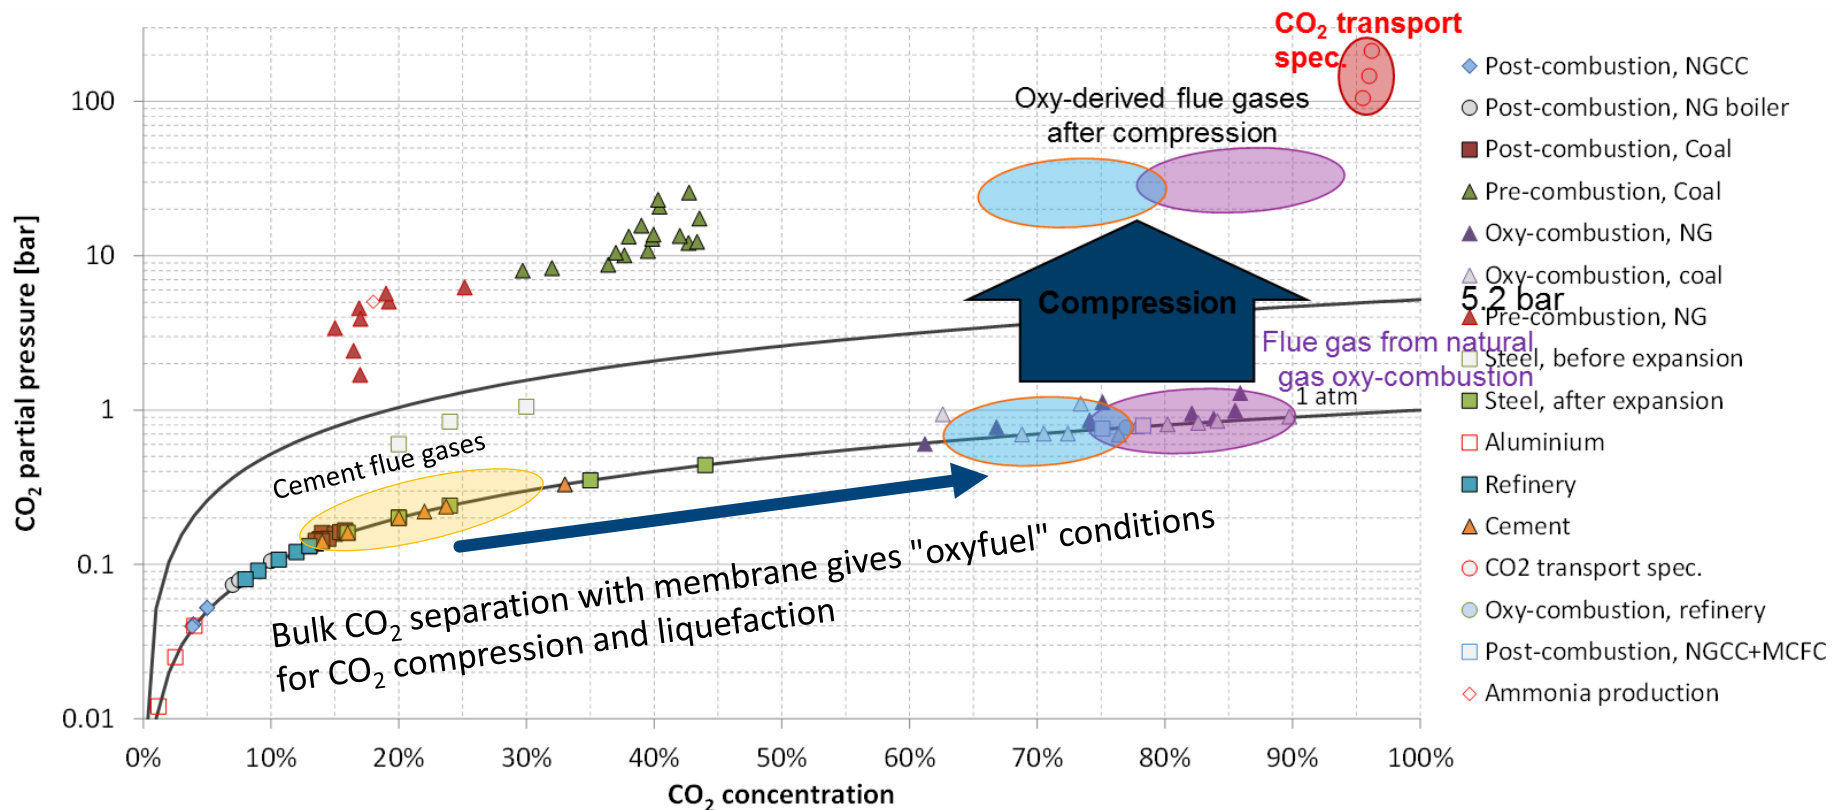 CO2 transport
spec.
Oxy-derived flue gases
after compression
Compression
5.2 bar
Flue gas from natural
gas oxy-combustion
1 atm
Cement flue gases
Bulk CO2 separation with membrane gives "oxyfuel" conditions
for CO2 compression and liquefaction
CO2 partial pressure [bar]
100
10
1
0.1
0.01
0%
10%
20%
30%
40%
50%
60%
70%
80%
90%
100%
CO2 concentration
Post-combustion, NGCC
Post-combustion, NG boiler
Post-combustion, Coal
Pre-combustion, Coal
Oxy-combustion, NG
Oxy-combustion, coal
Pre-combustion, NG
Steel, before expansion
Steel, after expansion
Aluminium
Refinery
Cement
CO2 transport spec.
Oxy-combustion, refinery
Post-combustion, NGCC+MCFC
Ammonia production